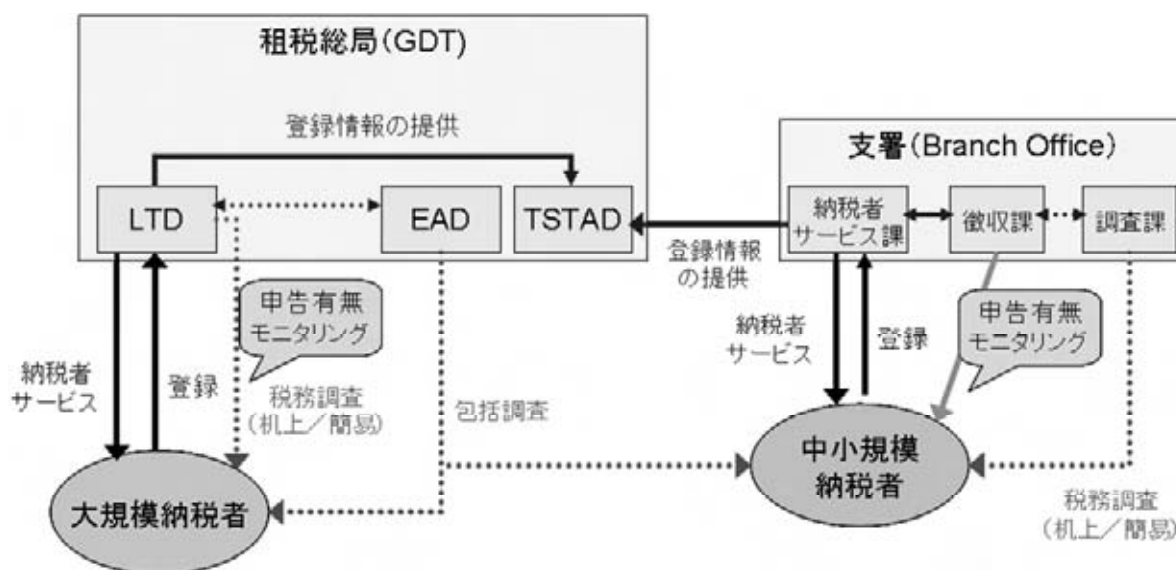 租税総局(GDT)
登録情報の提供
LTD
EAD
TSTAD
支署(Branch Office)
納税者
サービス課
徴収課
調査課
登録情報
の提供
申告有無
モニタリング
納税者
サービス
登録
税務調査
(机上/簡易)
包括調査
大規模納税者
納税者
サービス
登録
申告有無
モニタリング
中小規模
納税者
税務調査
(机上/簡易)